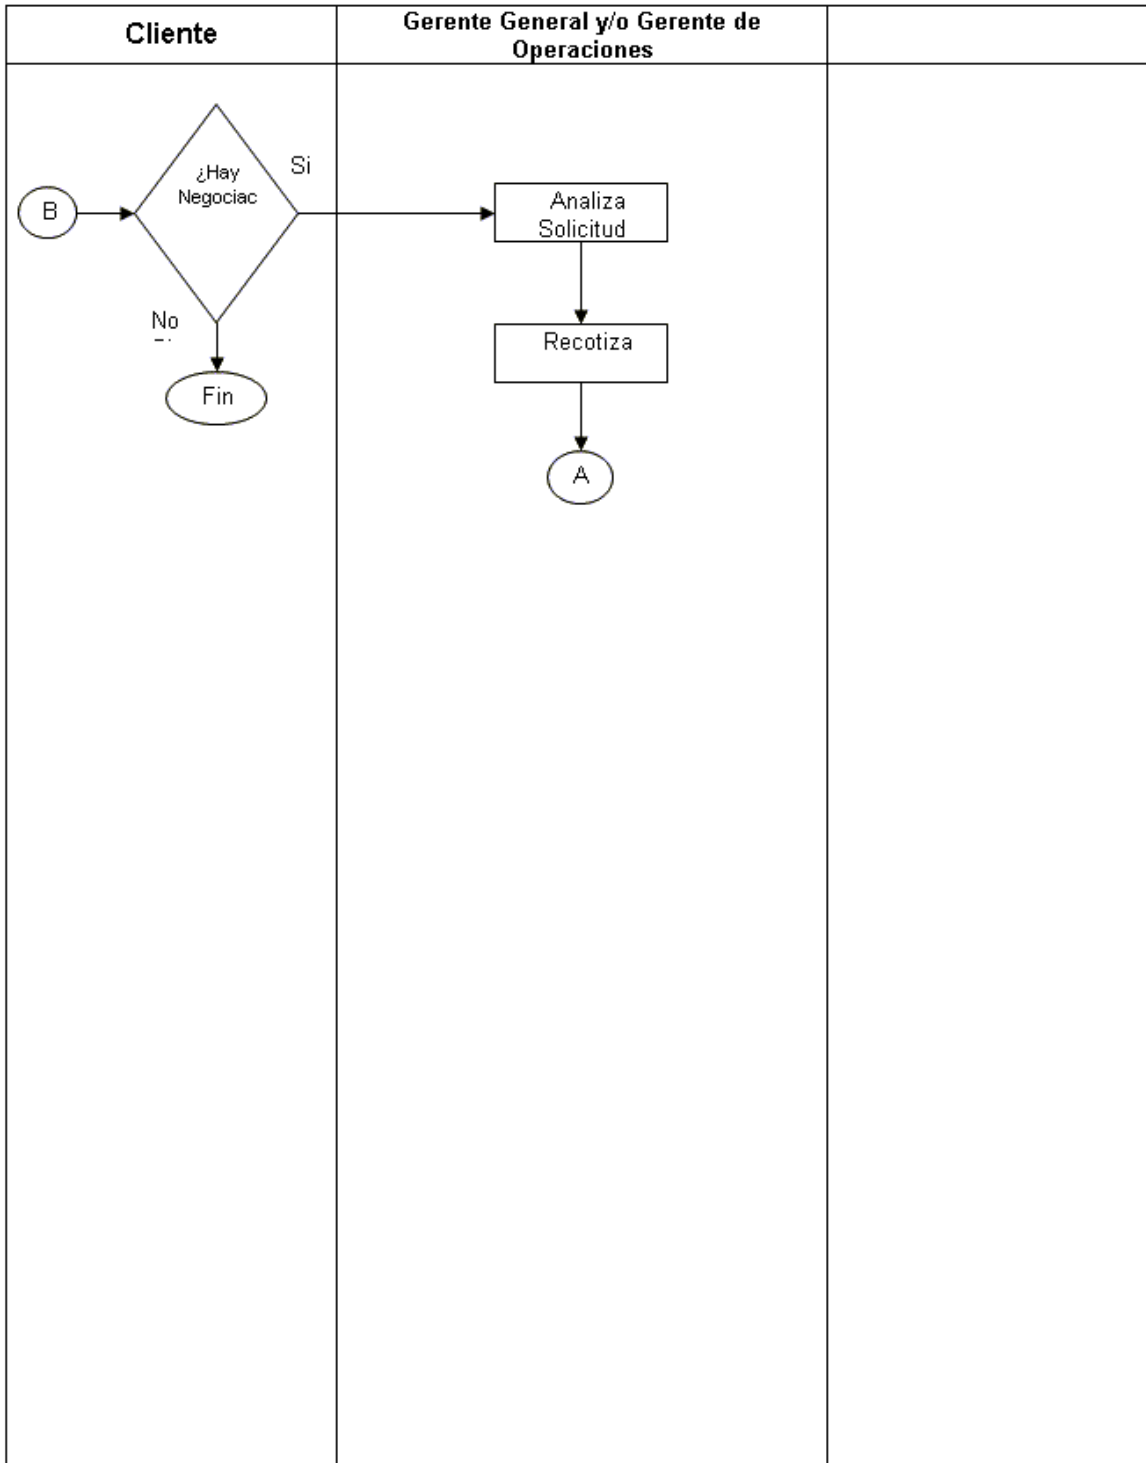 Cliente
Gerente General y/o Gerente de
Operaciones
¿Hay
Negociac
Si
B
Analiza
Solicitud
No
Recotiza
Fin
A